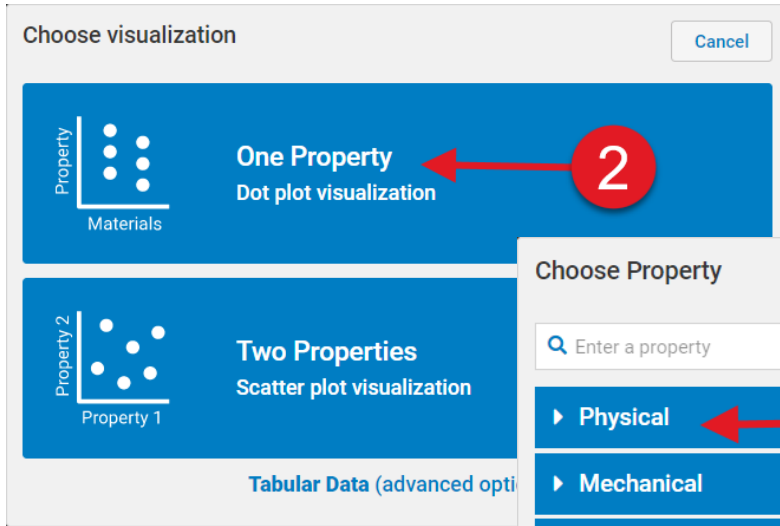 Choose visualization
Cancel
Property
Materials
One Property
Dot plot visualization
2
Property 2
Property 1
Two Properties
Scatter plot visualization
Tabular Data (advanced opti
Choose Property
Enter a property
Physical
Mechanical